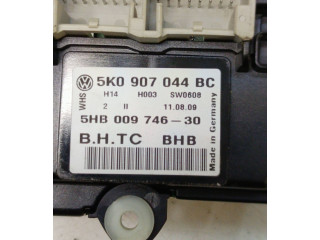 5K0 907 044 BC
WHS H14 H003 SW0608
2 II 11.08.09
5HB 009 746-30
B.H.TC BHB
Made in Germany